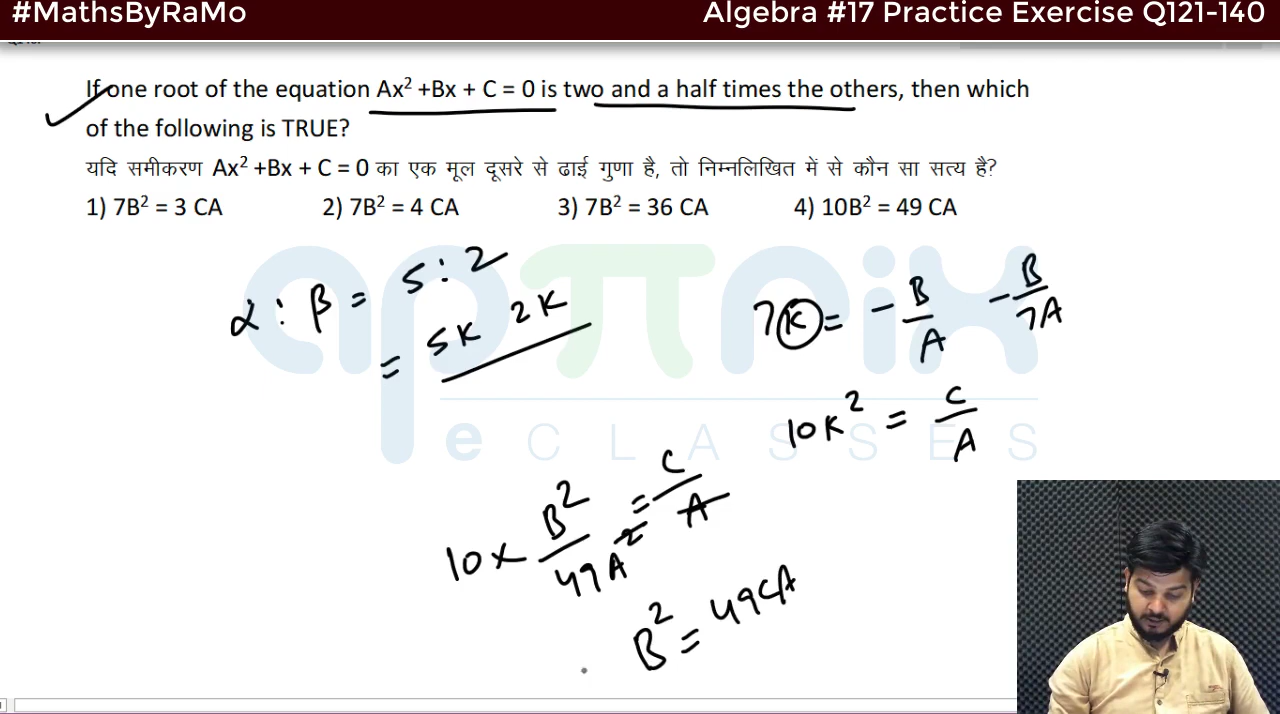 #MathsByRaMo
Algebra #17 Practice Exercise Q121-140
If one root of the equation Ax² +Bx + C = 0 is two and a half times the others, then which
of the following is TRUE?
यदि समीकरण Ax² +Bx + C = 0 का एक मूल दूसरे से ढाई गुणा है, तो निम्नलिखित में से कौन सा सत्य है?
1) 7B² = 3 CA 2) 7B² = 4 CA 3) 7B² = 36 CA 4) 10B² = 49 CA
α : β = 5 : 2
= 5K 2K
7K = -B/A -B/7A
10K² = C/A
10 × B²/49A² = C/A
B² = 49CA
apπrix
e CLASSES